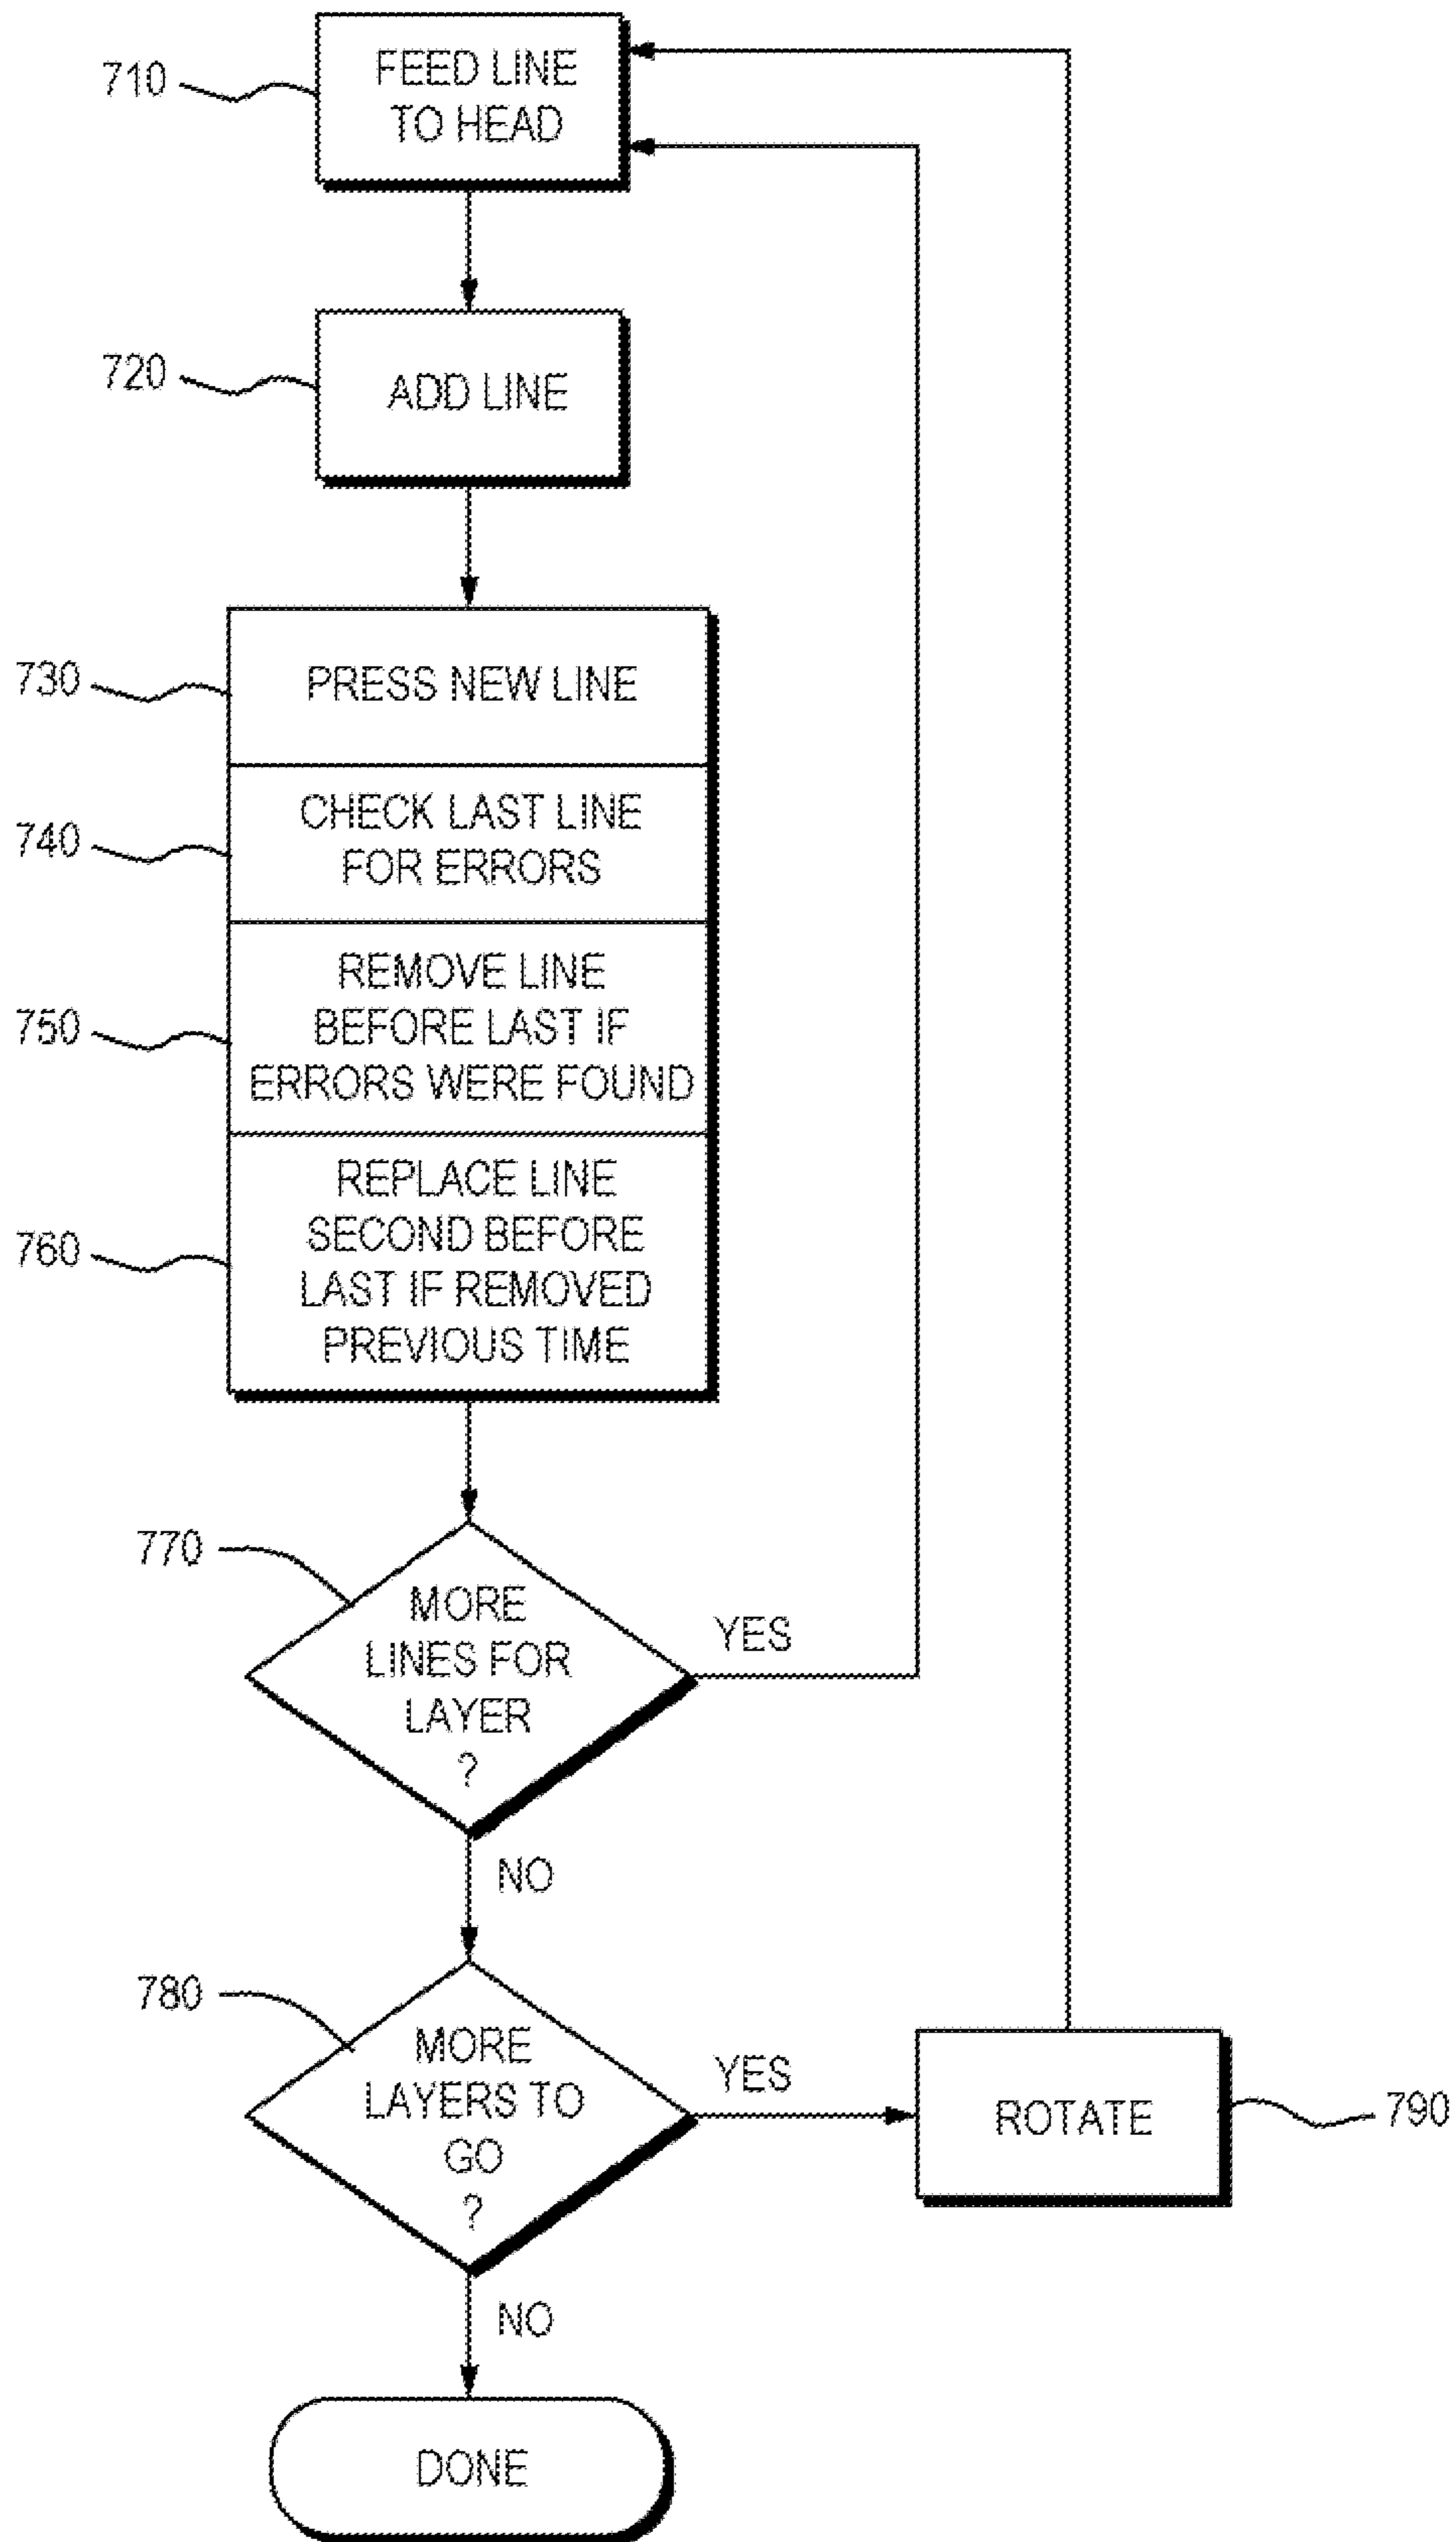 710
FEED LINE
TO HEAD
720
ADD LINE
730
PRESS NEW LINE
740
CHECK LAST LINE
FOR ERRORS
750
REMOVE LINE
BEFORE LAST IF
ERRORS WERE FOUND
760
REPLACE LINE
SECOND BEFORE
LAST IF REMOVED
PREVIOUS TIME
770
MORE
LINES FOR
LAYER
?
YES
NO
780
MORE
LAYERS TO
GO
?
YES
ROTATE
790
NO
DONE